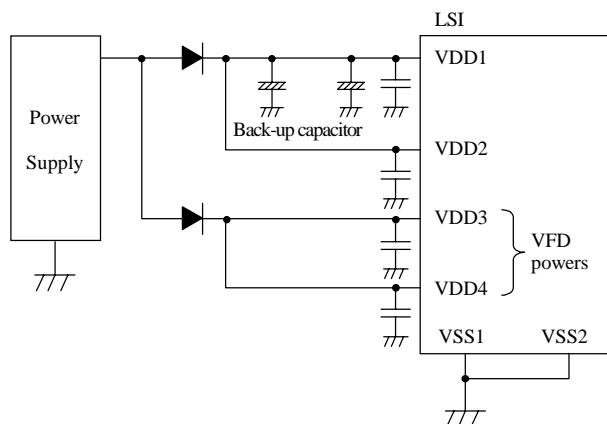 LSI
VDD1
Power
Supply
Back-up capacitor
VDD2
VDD3
VFD
powers
VDD4
VSS1
VSS2